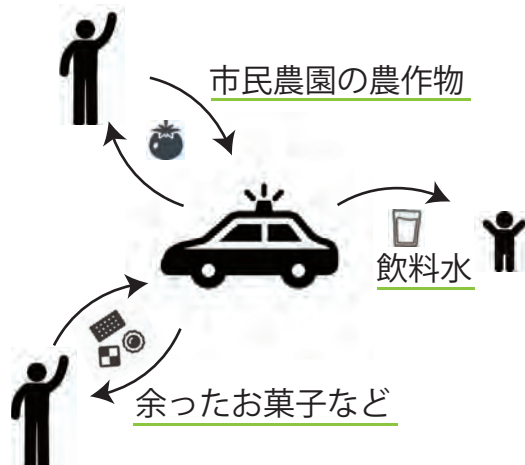 市民農園の農作物
飲料水
余ったお菓子など